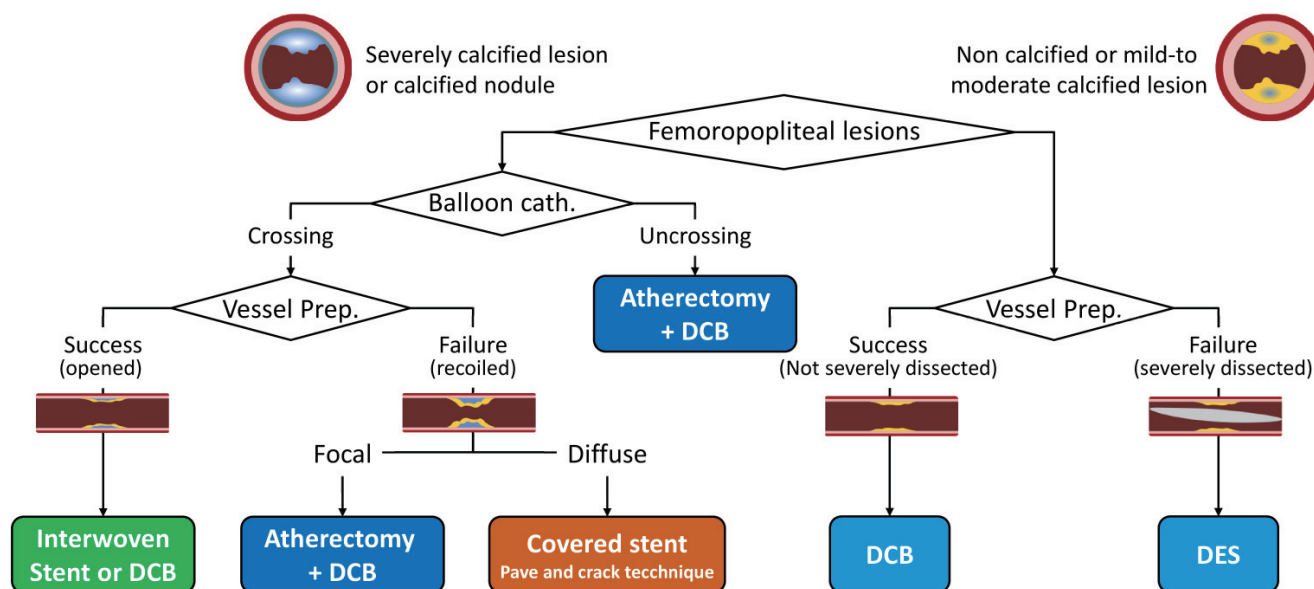 Severely calcified lesion
or calcified nodule
Non calcified or mild-to
moderate calcified lesion
Femoropopliteal lesions
Balloon cath.
Crossing
Uncrossing
Vessel Prep.
Atherectomy
+ DCB
Vessel Prep.
Success
(opened)
Failure
(recoiled)
Success
(Not severely dissected)
Failure
(severely dissected)
Focal
Diffuse
Interwoven
Stent or DCB
Atherectomy
+ DCB
Covered stent
Pave and crack tecchnique
DCB
DES